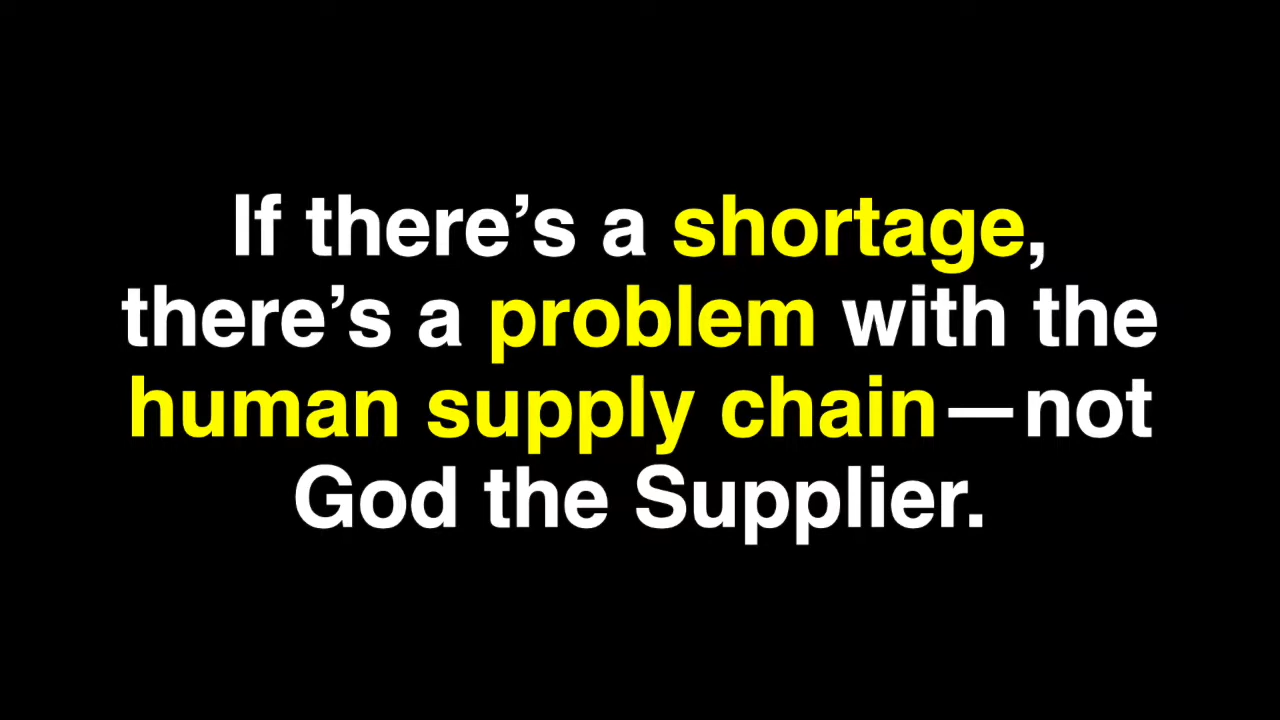 If there’s a shortage,
there’s a problem with the
human supply chain—not
God the Supplier.